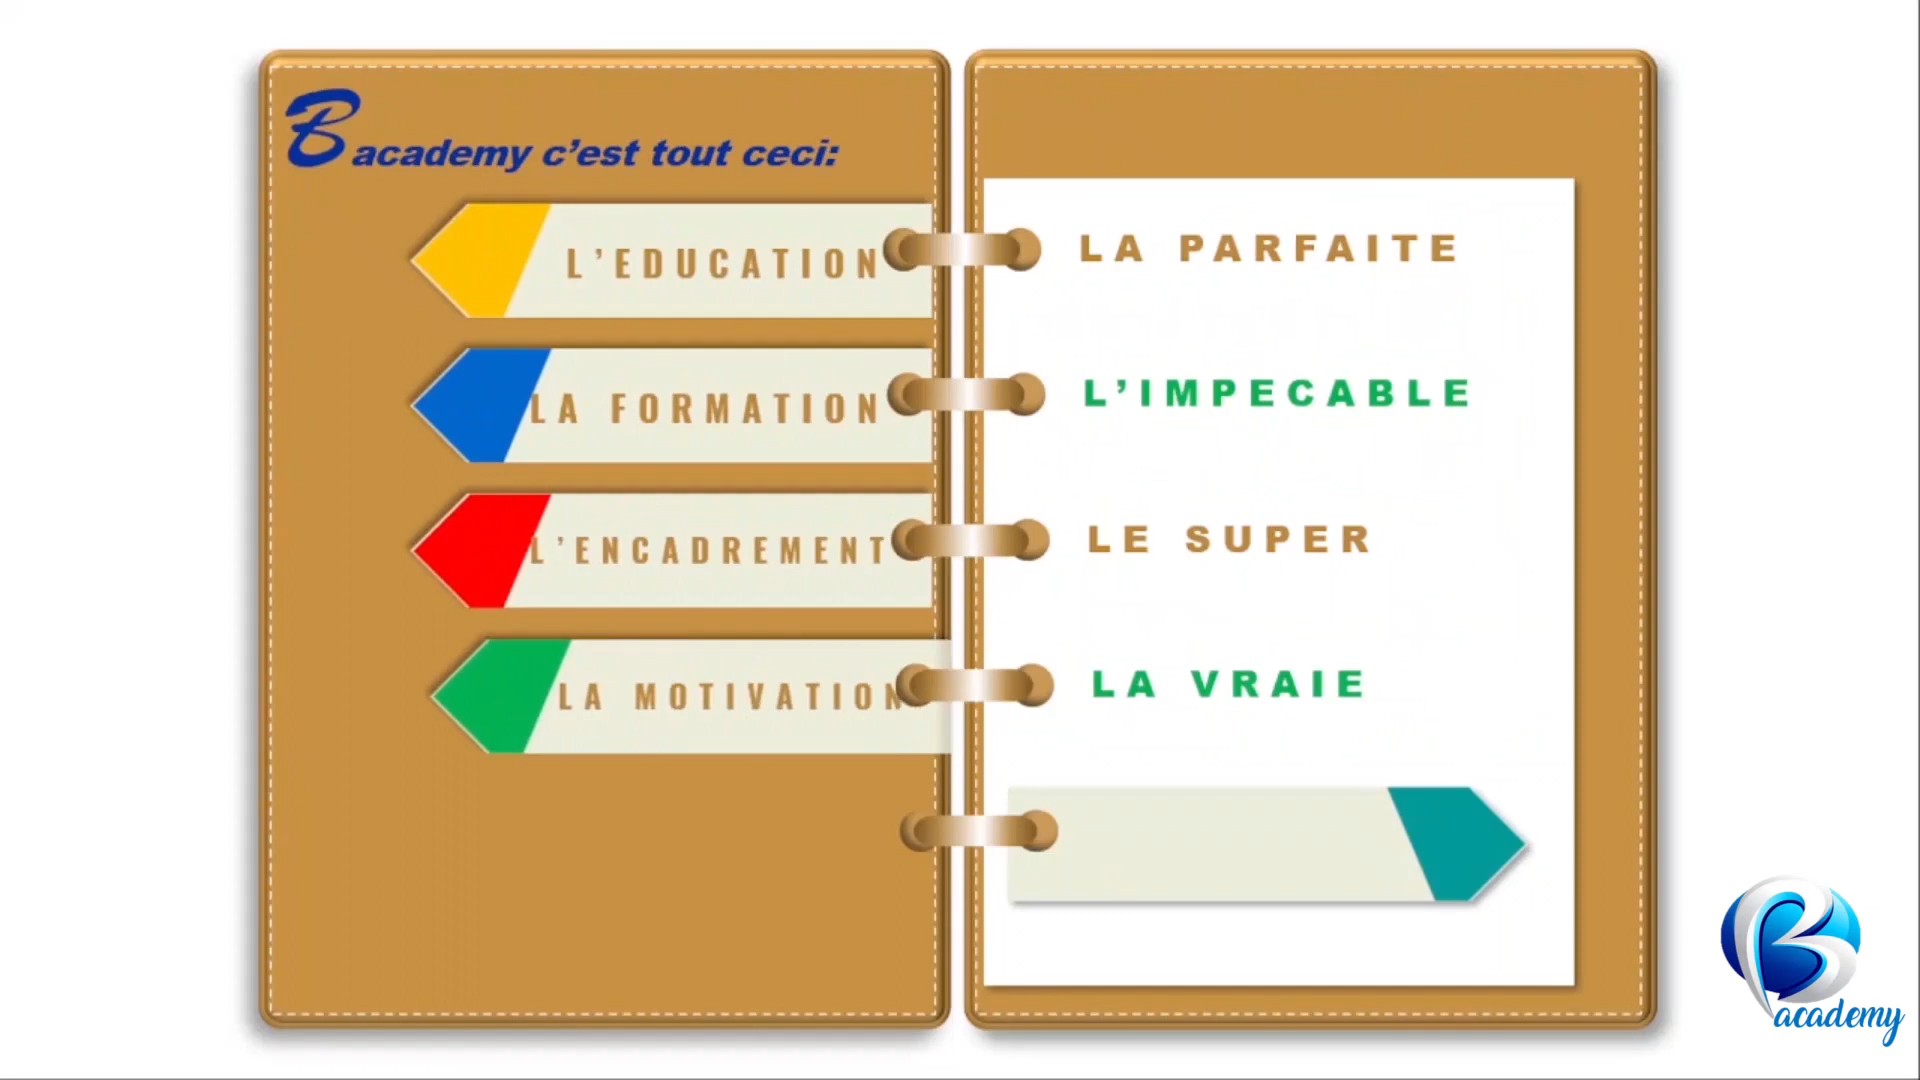 B academy c’est tout ceci:
L’EDUCATION LA PARFAITE
LA FORMATION L’IMPECABLE
L’ENCADREMENT LE SUPER
LA MOTIVATION LA VRAIE
B
academy